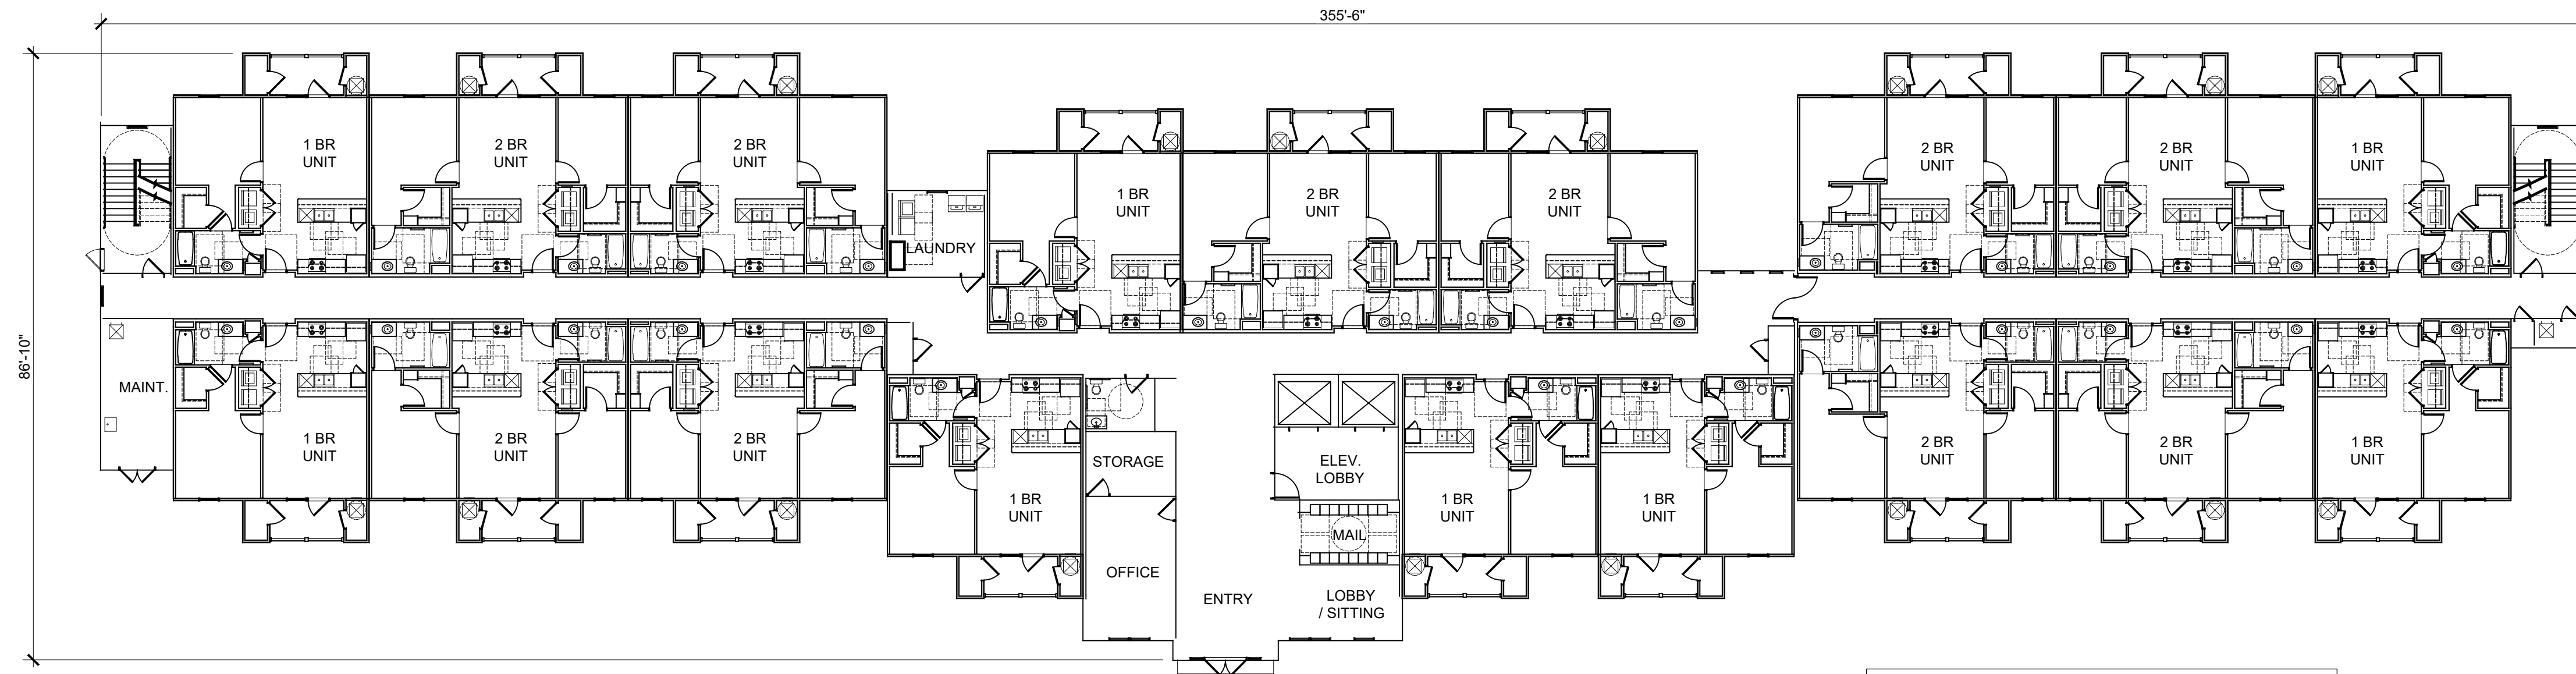 355'-6"
86'-10"
1 BR
UNIT
2 BR
UNIT
2 BR
UNIT
LAUNDRY
1 BR
UNIT
2 BR
UNIT
2 BR
UNIT
2 BR
UNIT
2 BR
UNIT
1 BR
UNIT
MAINT.
1 BR
UNIT
2 BR
UNIT
2 BR
UNIT
1 BR
UNIT
STORAGE
OFFICE
ENTRY
ELEV.
LOBBY
MAIL
LOBBY
/ SITTING
1 BR
UNIT
1 BR
UNIT
2 BR
UNIT
2 BR
UNIT
1 BR
UNIT